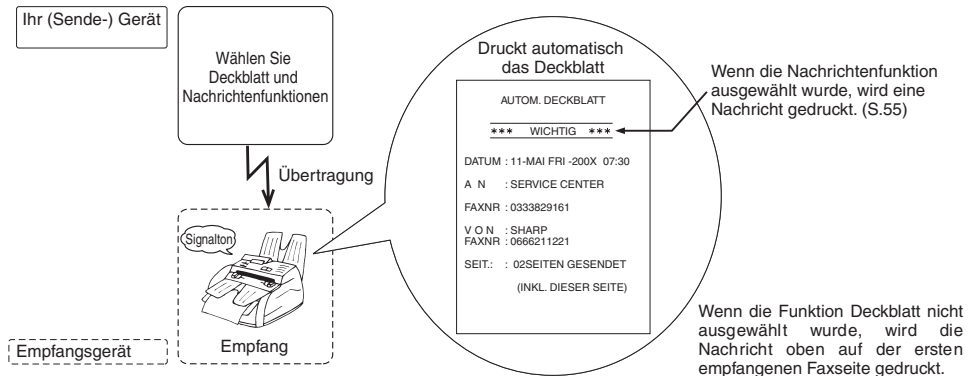 Ihr (Sende-) Gerät
Wählen Sie
Deckblatt und
Nachrichtenfunktionen
Übertragung
Signalton
Empfang
Empfangsgerät
Druckt automatisch
das Deckblatt
AUTOM. DECKBLATT
*** WICHTIG ***
DATUM : 11-MAI FRI -200X 07:30
A N : SERVICE CENTER
FAXNR : 0333829161
V O N : SHARP
FAXNR : 0666211221
SEIT.: : 02SEITEN GESENDET
(INKL. DIESER SEITE)
Wenn die Nachrichtenfunktion
ausgewählt wurde, wird eine
Nachricht gedruckt. (S.55)
Wenn die Funktion Deckblatt nicht
ausgewählt wurde, wird die
Nachricht oben auf der ersten
empfangenen Faxseite gedruckt.